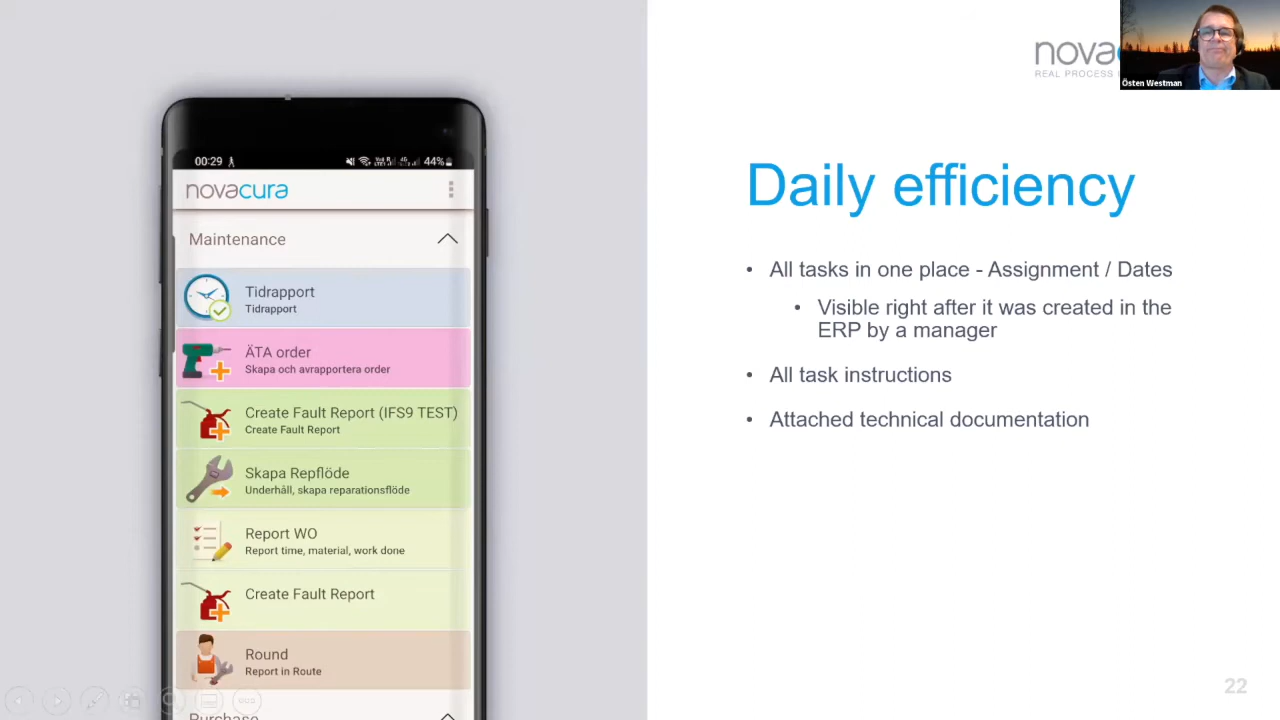 00:29
44%
novacura
Maintenance
Tidrapport
Tidrapport
ÄTA order
Skapa och avrapportera order
Create Fault Report (IFS9 TEST)
Create Fault Report
Skapa Repflöde
Underhåll, skapa reparationsflöde
Report WO
Report time, material, work done
Create Fault Report
Round
Report in Route
Purchase
nova
REAL PROCESS
Östen Westman
Daily efficiency
• All tasks in one place - Assignment / Dates
• Visible right after it was created in the
ERP by a manager
• All task instructions
• Attached technical documentation
22